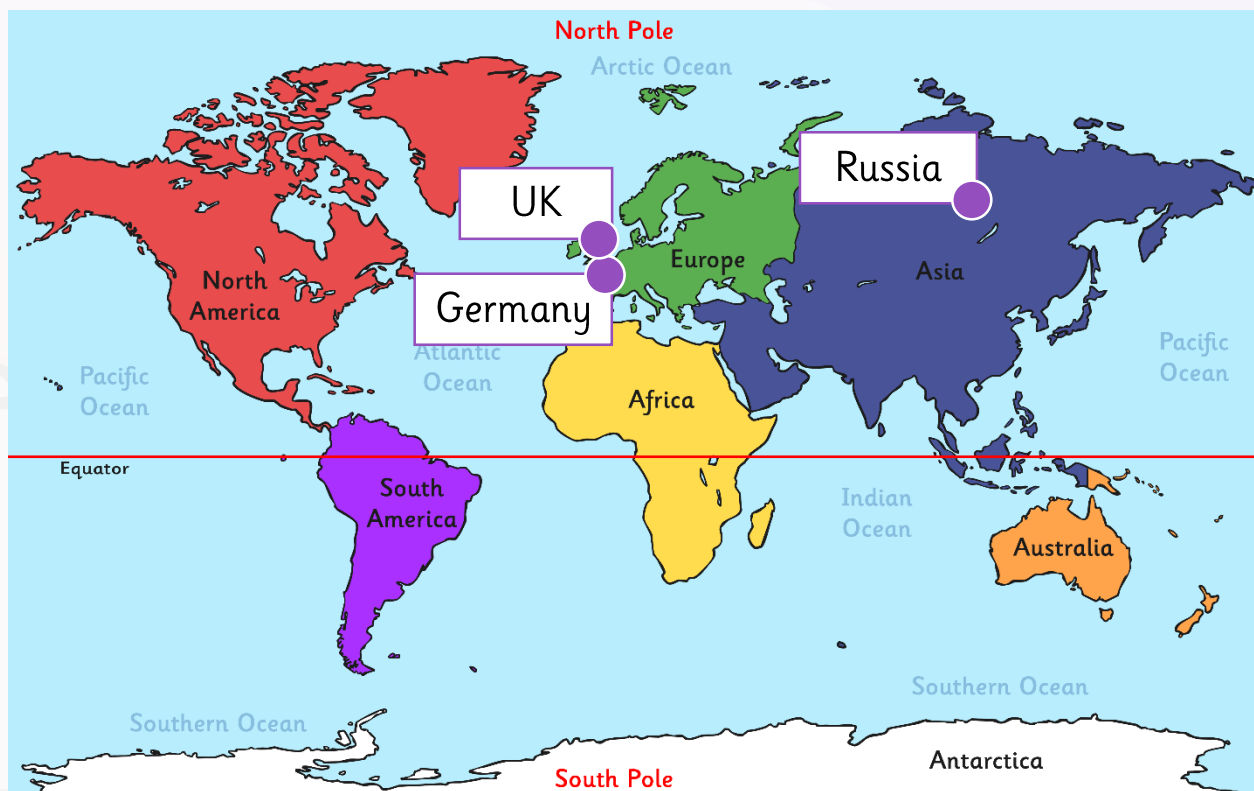 North Pole
Arctic Ocean
Russia
UK
Europe
Asia
North
America
Germany
Atlantic
Ocean
Pacific
Ocean
Pacific
Ocean
Africa
Equator
South
America
Indian
Ocean
Australia
Southern Ocean
Southern Ocean
Antarctica
South Pole